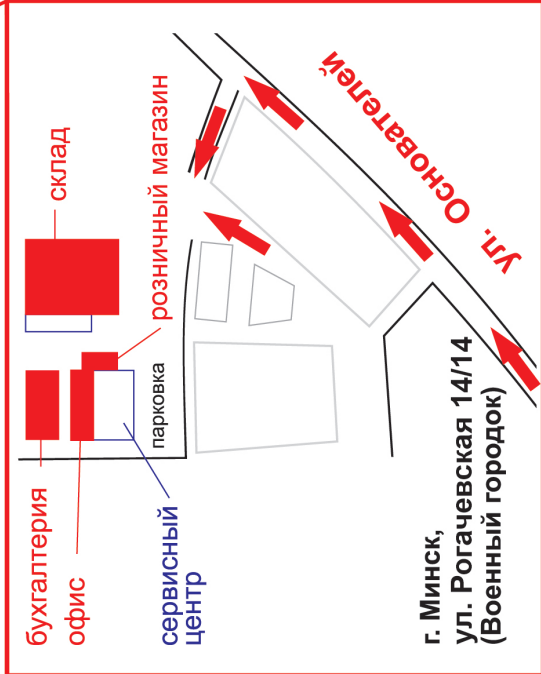 бухгалтерия
офис
сервисный
центр
парковка
розничный магазин
склад
ул. Основателей
г. Минск,
ул. Рогачевская 14/14
(Военный городок)